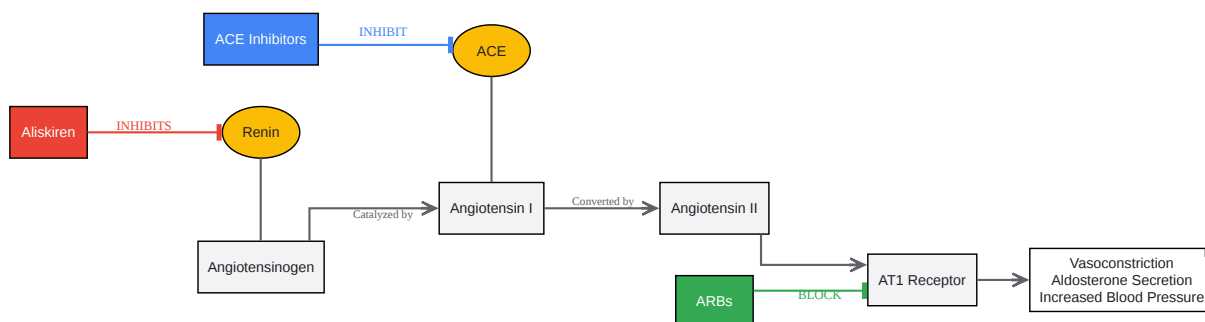 ACE Inhibitors
INHIBIT
ACE
Aliskiren
INHIBITS
Renin
Angiotensinogen
Catalyzed by
Angiotensin I
Converted by
Angiotensin II
ARBs
BLOCK
AT1 Receptor
Vasoconstriction
Aldosterone Secretion
Increased Blood Pressure